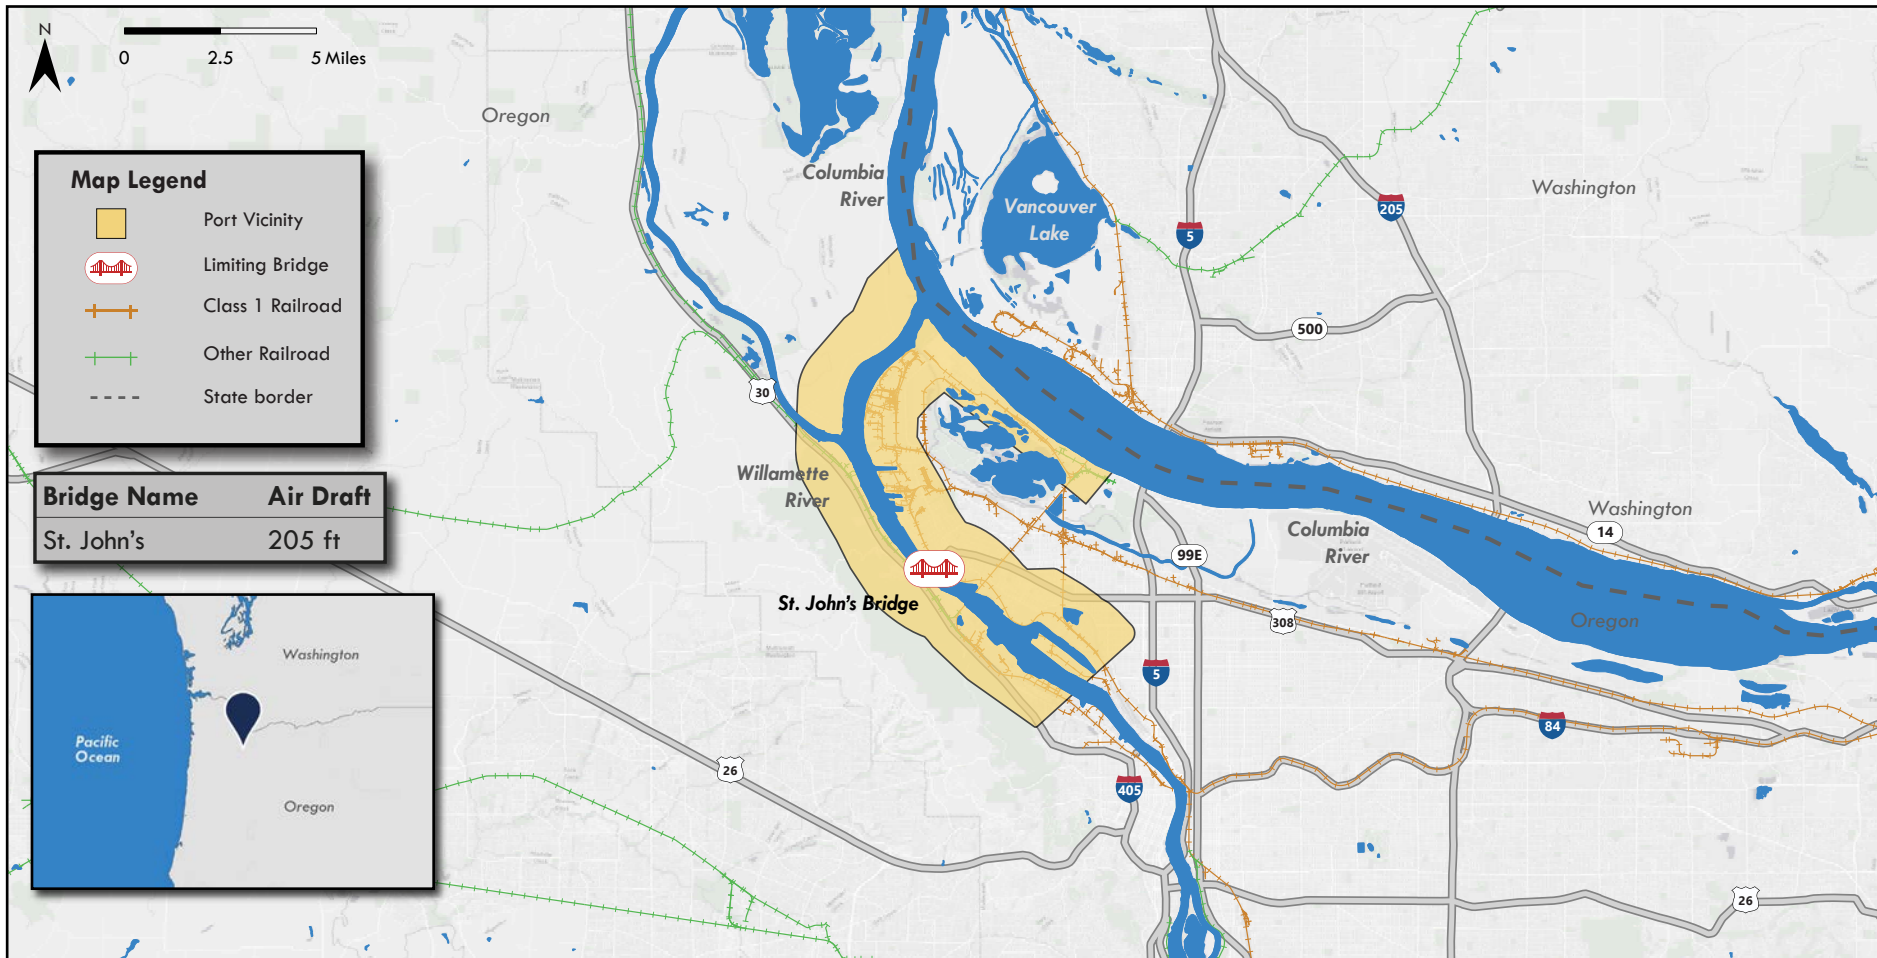 N
0 2.5 5 Miles
Oregon
Map Legend
Port Vicinity
Limiting Bridge
Class 1 Railroad
Other Railroad
State border
Bridge Name Air Draft
St. John's 205 ft
Washington
Pacific
Ocean
Oregon
Columbia
River
Vancouver
Lake
5
205
Washington
500
30
Willamette
River
St. John's Bridge
99E
Columbia
River
Washington
14
Oregon
308
5
84
26
405
26